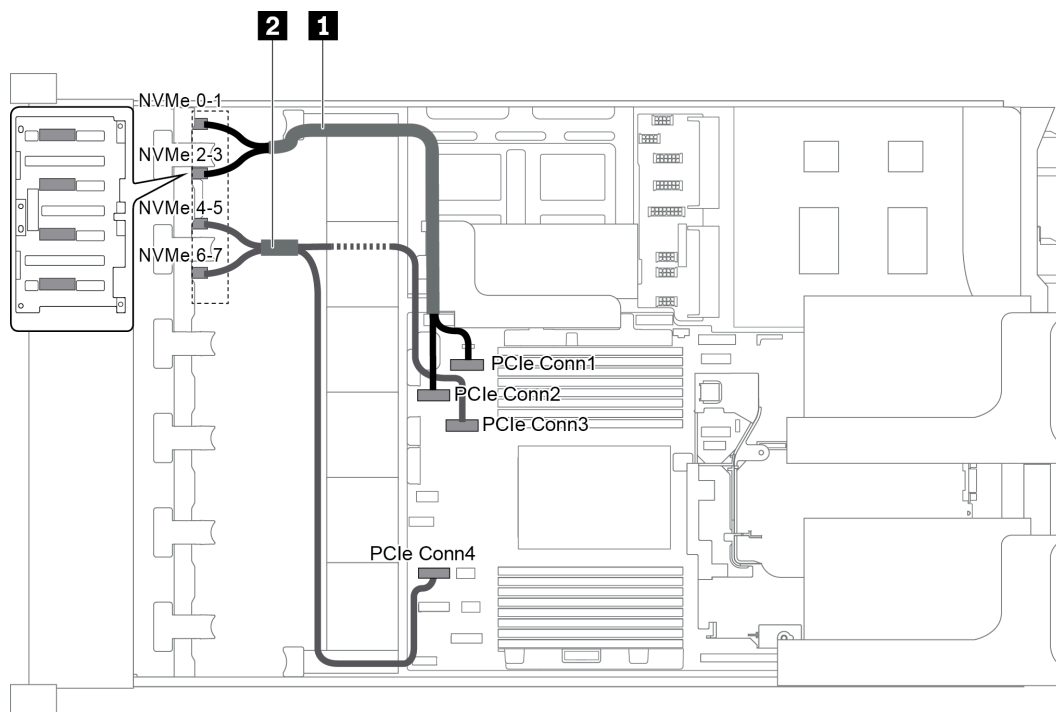 2 1
NVMe 0-1
NVMe 2-3
NVMe 4-5
NVMe 6-7
PCIe Conn1
PCIe Conn2
PCIe Conn3
PCIe Conn4